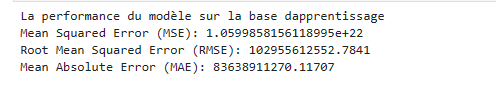 La performance du modèle sur la base dapprentissage
Mean Squared Error (MSE): 1.0599858156118995e+22
Root Mean Squared Error (RMSE): 102955612552.7841
Mean Absolute Error (MAE): 83638911270.11707